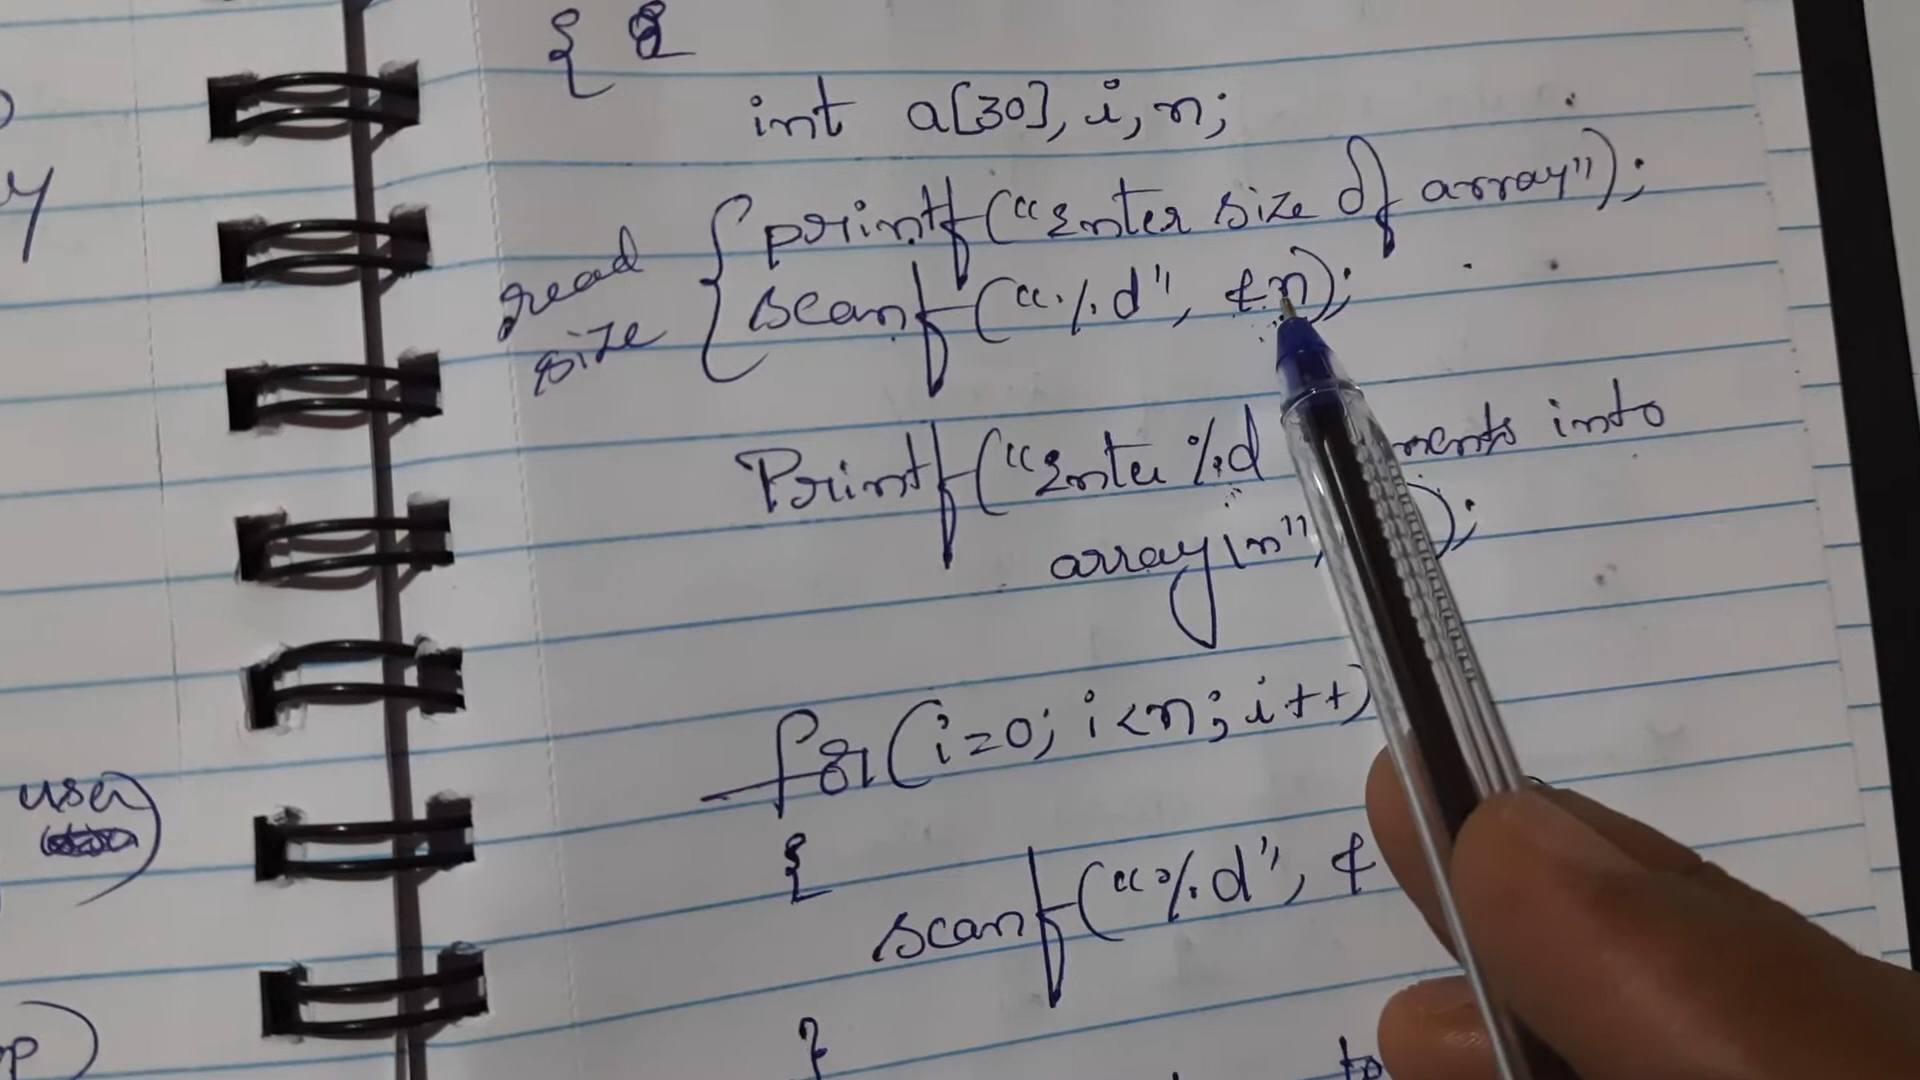 {
int a[30], i, n;
read
size
{ printf("Enter size of array");
scanf("%d", &n);
Printf("Enter %d ments into
array\n", );
for(i=0; i<n; i++)
{
scanf("%d", &
}
to
user)